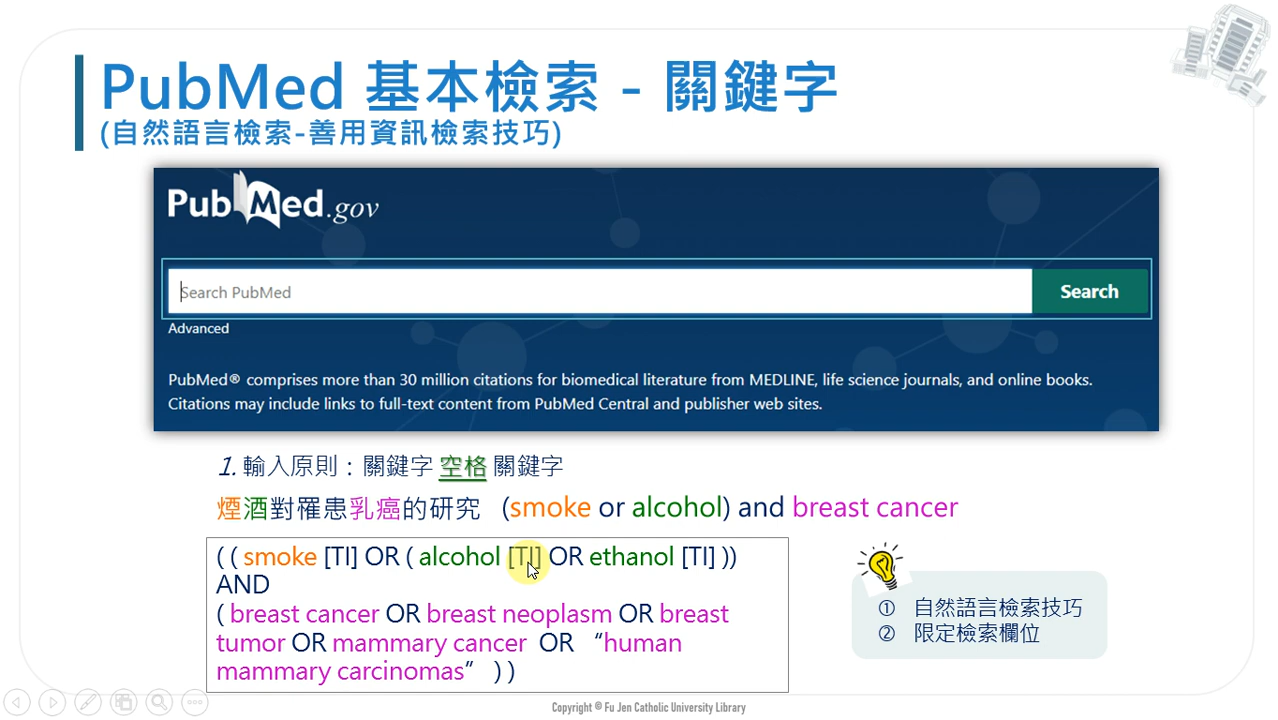 PubMed 基本檢索 - 關鍵字
(自然語言檢索-善用資訊檢索技巧)
PubMed.gov
Search PubMed
Search
Advanced
PubMed® comprises more than 30 million citations for biomedical literature from MEDLINE, life science journals, and online books.
Citations may include links to full-text content from PubMed Central and publisher web sites.
1. 輸入原則：關鍵字 空格 關鍵字
煙酒對罹患乳癌的研究 (smoke or alcohol) and breast cancer
( ( smoke [TI] OR ( alcohol [TI] OR ethanol [TI] ))
AND
( breast cancer OR breast neoplasm OR breast
tumor OR mammary cancer OR “human
mammary carcinomas” ) )
① 自然語言檢索技巧
② 限定檢索欄位
Copyright © Fu Jen Catholic University Library